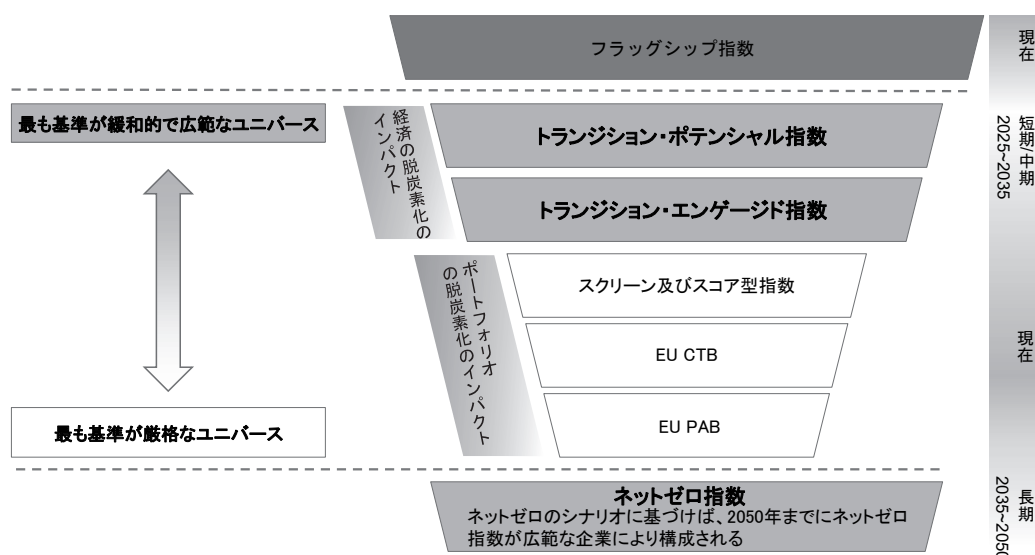 フラッグシップ指数
現在
最も基準が緩和的で広範なユニバース
経済の脱炭素化の
インパクト
トランジション・ポテンシャル指数
短期/中期
2025~2035
トランジション・エンゲージド指数
ポートフォリオ
の脱炭素化のインパクト
スクリーン及びスコア型指数
EU CTB
現在
最も基準が厳格なユニバース
EU PAB
ネットゼロ指数
ネットゼロのシナリオに基づけば、2050年までにネットゼロ
指数が広範な企業により構成される
長期
2035~2050